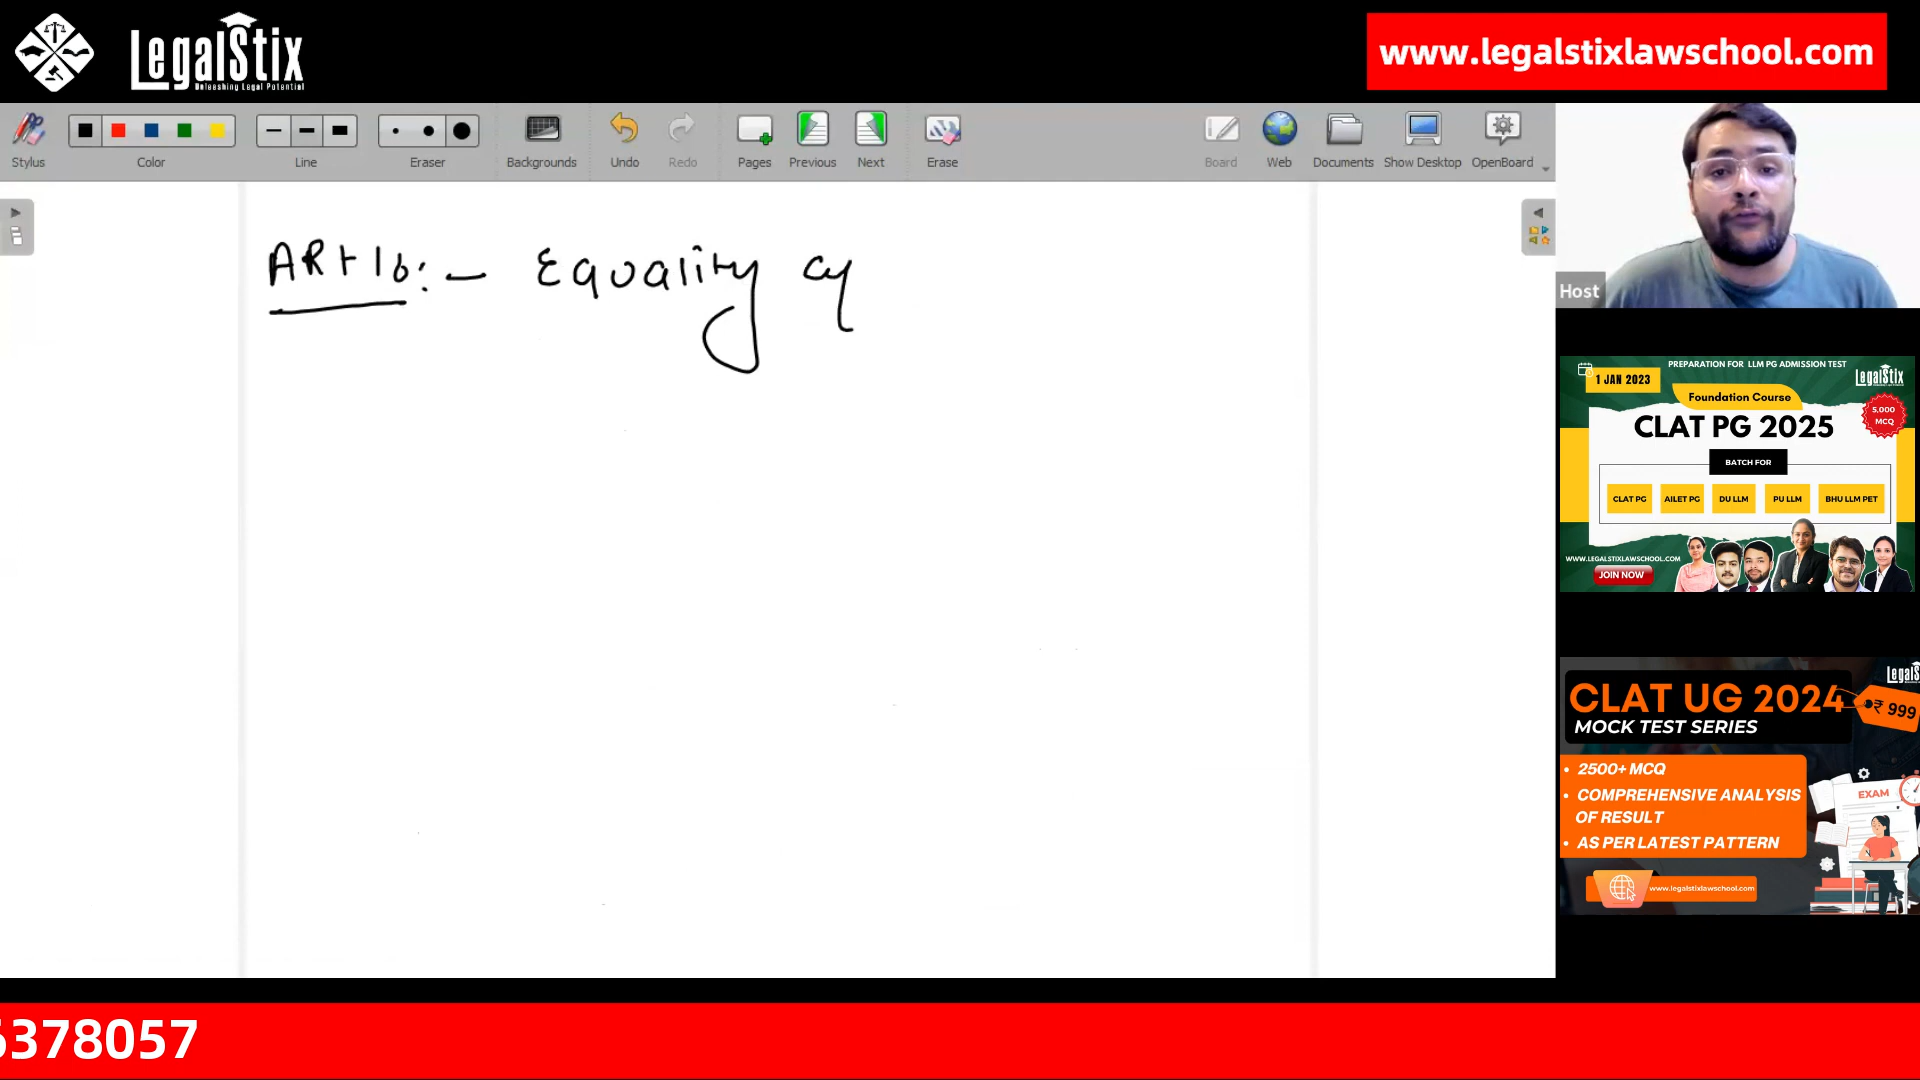 LegalStix
Unleashing Legal Potential
www.legalstixlawschool.com
Stylus
Color
Line
Eraser
Backgrounds
Undo
Redo
Pages
Previous
Next
Erase
Board
Web
Documents
Show Desktop
OpenBoard
ARt 16:- Equality of
Host
PREPARATION FOR LLM PG ADMISSION TEST
1 JAN 2023
LegalStix
Foundation Course
CLAT PG 2025
5,000
MCQ
BATCH FOR
CLAT PG
AILET PG
DU LLM
PU LLM
BHU LLM PET
WWW.LEGALSTIXLAWSCHOOL.COM
JOIN NOW
LegalS
CLAT UG 2024
₹ 999
MOCK TEST SERIES
• 2500+ MCQ
• COMPREHENSIVE ANALYSIS
OF RESULT
• AS PER LATEST PATTERN
EXAM
www.legalstixlawschool.com
5378057